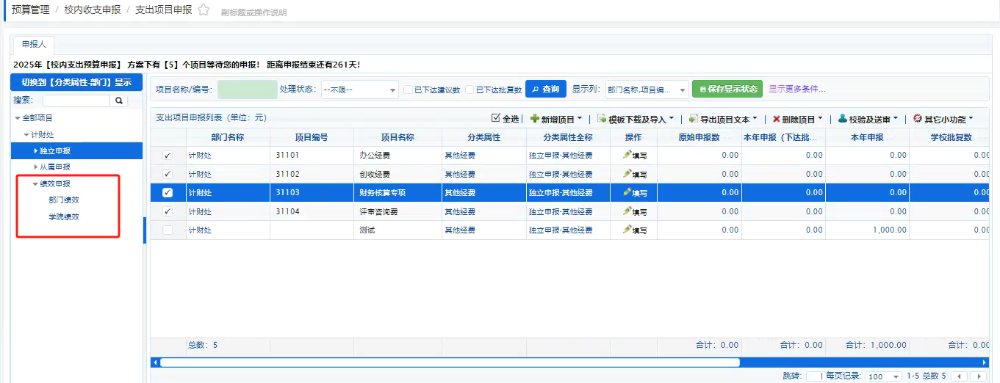 预算管理 / 校内收支申报 / 支出项目申报 副标题或操作说明
申报人
2025年【校内支出预算申报】 方案下有【5】个项目等待您的申报！ 距离申报结束还有261天！
切换到【分类属性-部门】显示
搜索：
全部项目
计财处
独立申报
从属申报
绩效申报
部门绩效
学院绩效
项目名称/编号： 处理状态： --不限-- 已下达建议数 已下达批复数 查询 显示列： 部门名称,项目编... 保存显示状态 显示更多条件...
支出项目申报列表（单位：元） 全选 | 新增项目 | 模板下载及导入 | 导出项目文本 | 删除项目 | 校验及送审 | 其它小功能
部门名称 项目编号 项目名称 分类属性 分类属性全称 操作 原始申报数 本年申报（下达批... 本年申报 学校批复数
计财处 31101 办公经费 其他经费 独立申报-其他经费 填写 0.00 0.00 0.00 0.00
计财处 31102 创收经费 其他经费 独立申报-其他经费 填写 0.00 0.00 0.00 0.00
计财处 31103 财务核算专项 其他经费 独立申报-其他经费 填写 0.00 0.00 0.00 0.00
计财处 31104 评审咨询费 其他经费 独立申报-其他经费 填写 0.00 0.00 0.00 0.00
计财处 测试 其他经费 独立申报-其他经费 填写 0.00 0.00 1,000.00 0.00
总数：5 合计：0.00 合计：0.00 合计：1,000.00 合计：0.00
跳转： 1 每页记录： 100 1-5 总数 5